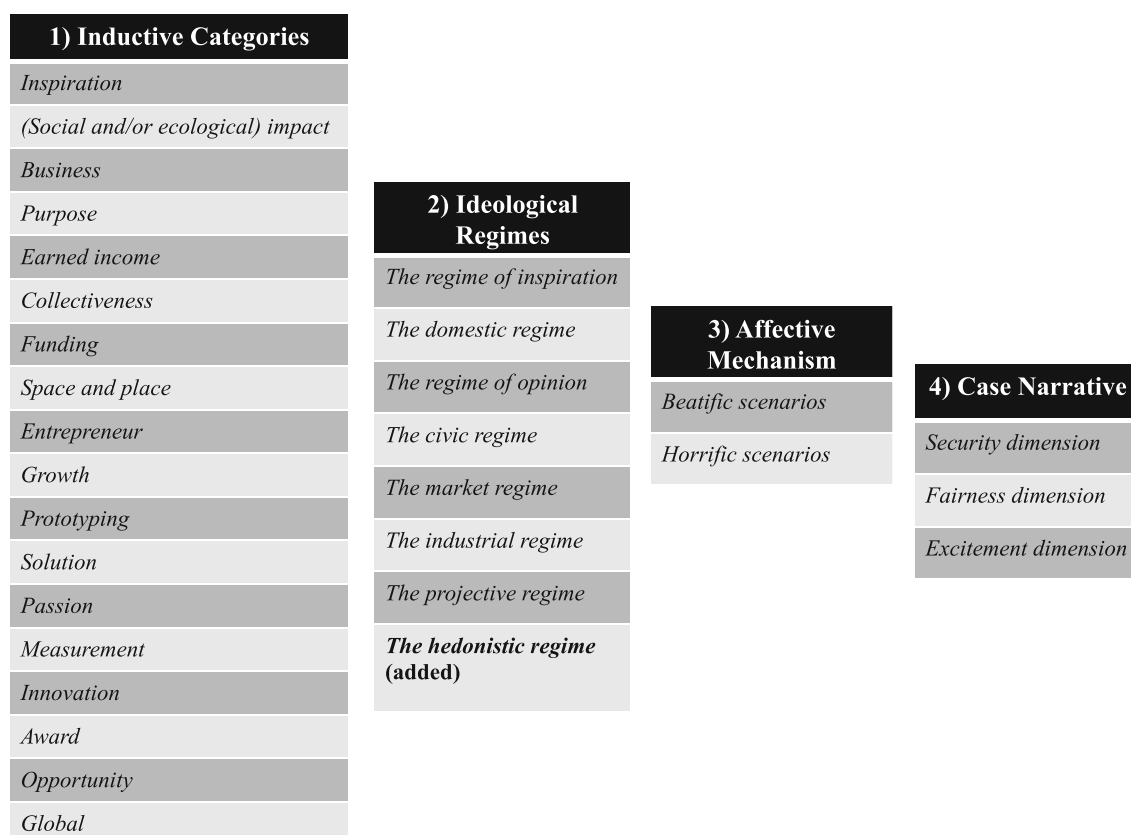 1) Inductive Categories
Inspiration
(Social and/or ecological) impact
Business
Purpose
Earned income
Collectiveness
Funding
Space and place
Entrepreneur
Growth
Prototyping
Solution
Passion
Measurement
Innovation
Award
Opportunity
Global
2) Ideological
Regimes
The regime of inspiration
The domestic regime
The regime of opinion
The civic regime
The market regime
The industrial regime
The projective regime
The hedonistic regime
(added)
3) Affective
Mechanism
Beatific scenarios
Horrific scenarios
4) Case Narrative
Security dimension
Fairness dimension
Excitement dimension